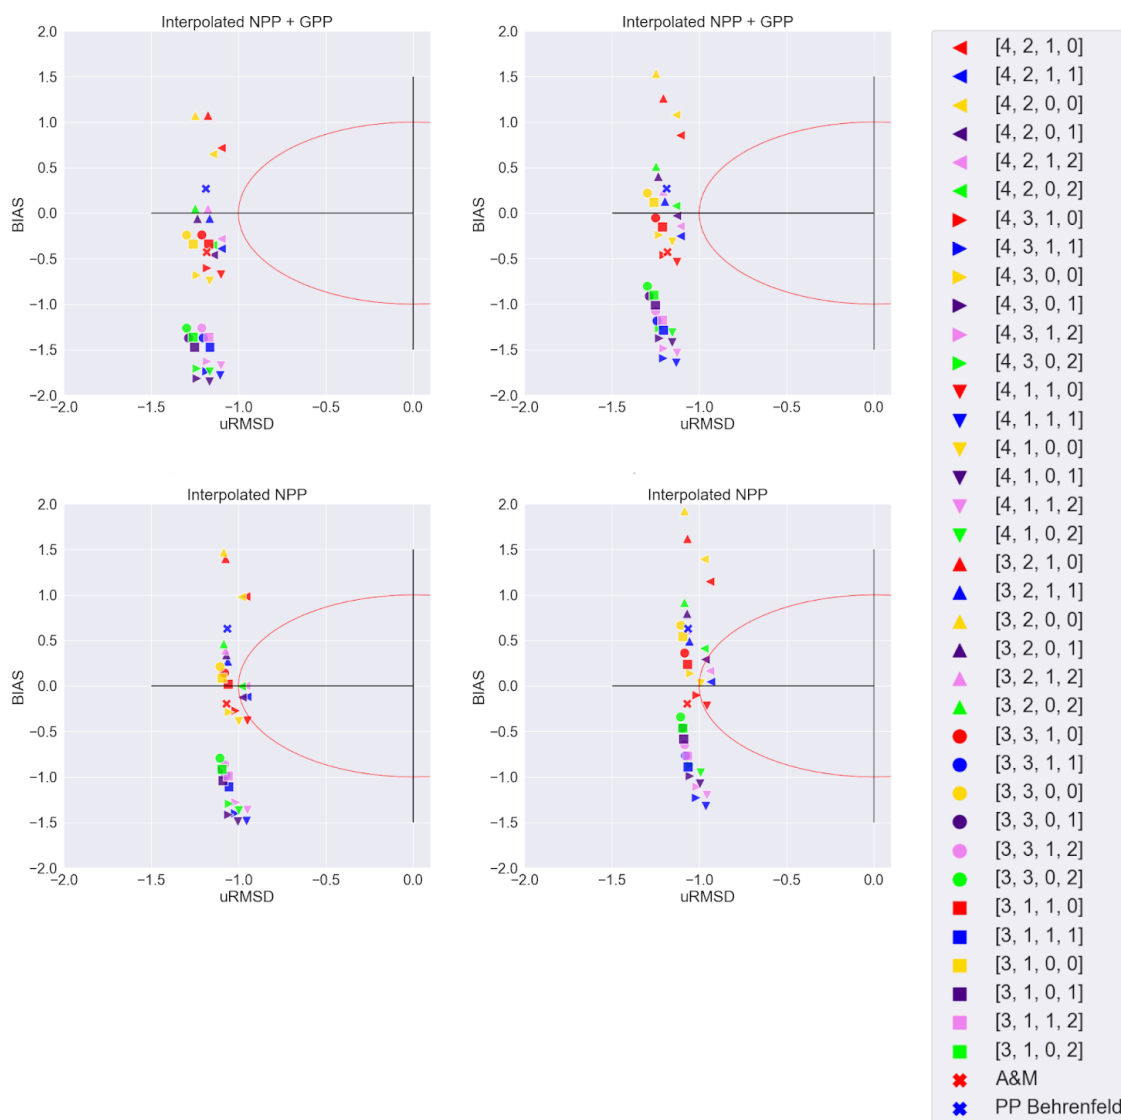 Interpolated NPP + GPP
2.0
1.5
1.0
0.5
0.0
−0.5
−1.0
−1.5
−2.0
BIAS
−2.0 −1.5 −1.0 −0.5 0.0
uRMSD
Interpolated NPP + GPP
2.0
1.5
1.0
0.5
0.0
−0.5
−1.0
−1.5
−2.0
BIAS
−2.0 −1.5 −1.0 −0.5 0.0
uRMSD
Interpolated NPP
2.0
1.5
1.0
0.5
0.0
−0.5
−1.0
−1.5
−2.0
BIAS
−2.0 −1.5 −1.0 −0.5 0.0
uRMSD
Interpolated NPP
2.0
1.5
1.0
0.5
0.0
−0.5
−1.0
−1.5
−2.0
BIAS
−2.0 −1.5 −1.0 −0.5 0.0
uRMSD
[4, 2, 1, 0]
[4, 2, 1, 1]
[4, 2, 0, 0]
[4, 2, 0, 1]
[4, 2, 1, 2]
[4, 2, 0, 2]
[4, 3, 1, 0]
[4, 3, 1, 1]
[4, 3, 0, 0]
[4, 3, 0, 1]
[4, 3, 1, 2]
[4, 3, 0, 2]
[4, 1, 1, 0]
[4, 1, 1, 1]
[4, 1, 0, 0]
[4, 1, 0, 1]
[4, 1, 1, 2]
[4, 1, 0, 2]
[3, 2, 1, 0]
[3, 2, 1, 1]
[3, 2, 0, 0]
[3, 2, 0, 1]
[3, 2, 1, 2]
[3, 2, 0, 2]
[3, 3, 1, 0]
[3, 3, 1, 1]
[3, 3, 0, 0]
[3, 3, 0, 1]
[3, 3, 1, 2]
[3, 3, 0, 2]
[3, 1, 1, 0]
[3, 1, 1, 1]
[3, 1, 0, 0]
[3, 1, 0, 1]
[3, 1, 1, 2]
[3, 1, 0, 2]
A&M
PP Behrenfeld